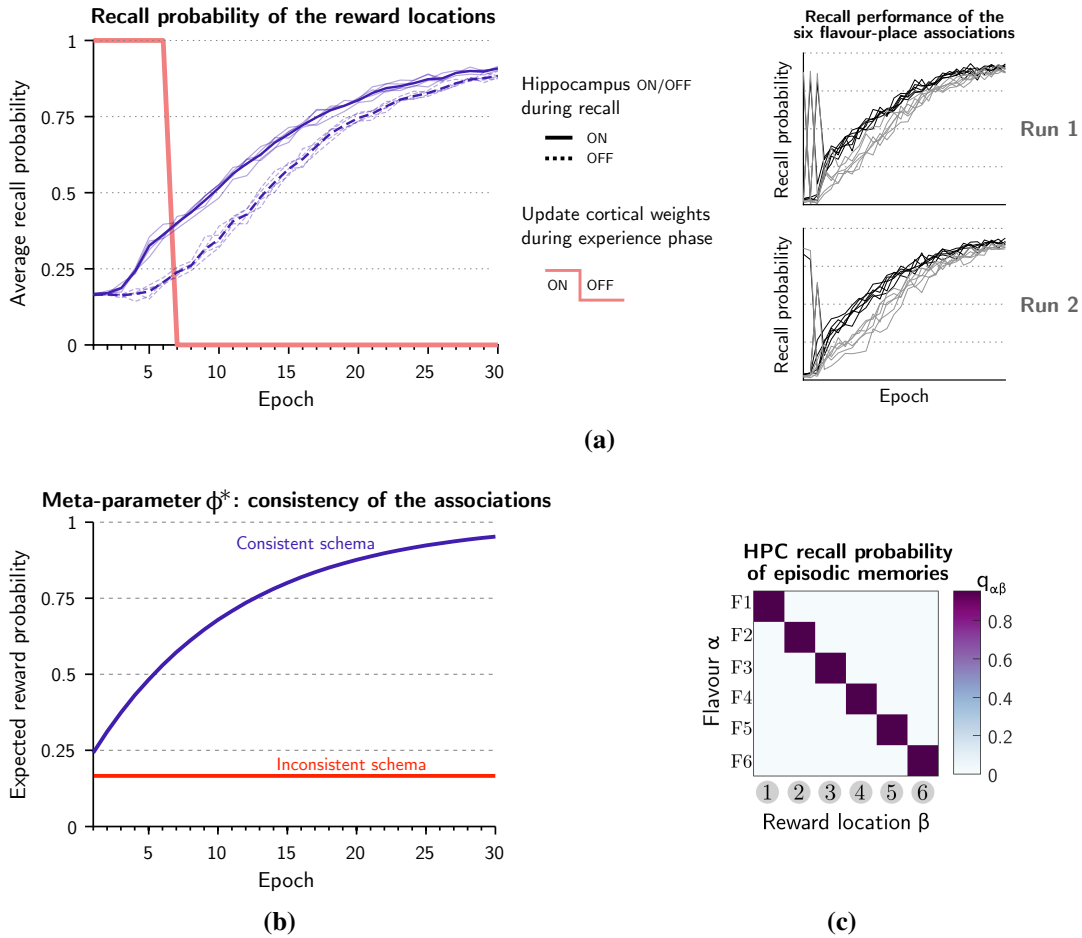 Recall probability of the reward locations
Average recall probability
1
0.75
0.5
0.25
0
5
10
15
20
25
30
Epoch
Hippocampus ON/OFF
during recall
ON
OFF
Update cortical weights
during experience phase
ON OFF
Recall performance of the
six flavour-place associations
Recall probability
Run 1
Recall probability
Run 2
Epoch
(a)
Meta-parameter ϕ*: consistency of the associations
Expected reward probability
1
0.75
0.5
0.25
0
Consistent schema
Inconsistent schema
5
10
15
20
25
30
Epoch
(b)
HPC recall probability
of episodic memories
qαβ
Flavour α
F1
F2
F3
F4
F5
F6
0.8
0.6
0.4
0.2
0
1 2 3 4 5 6
Reward location β
(c)